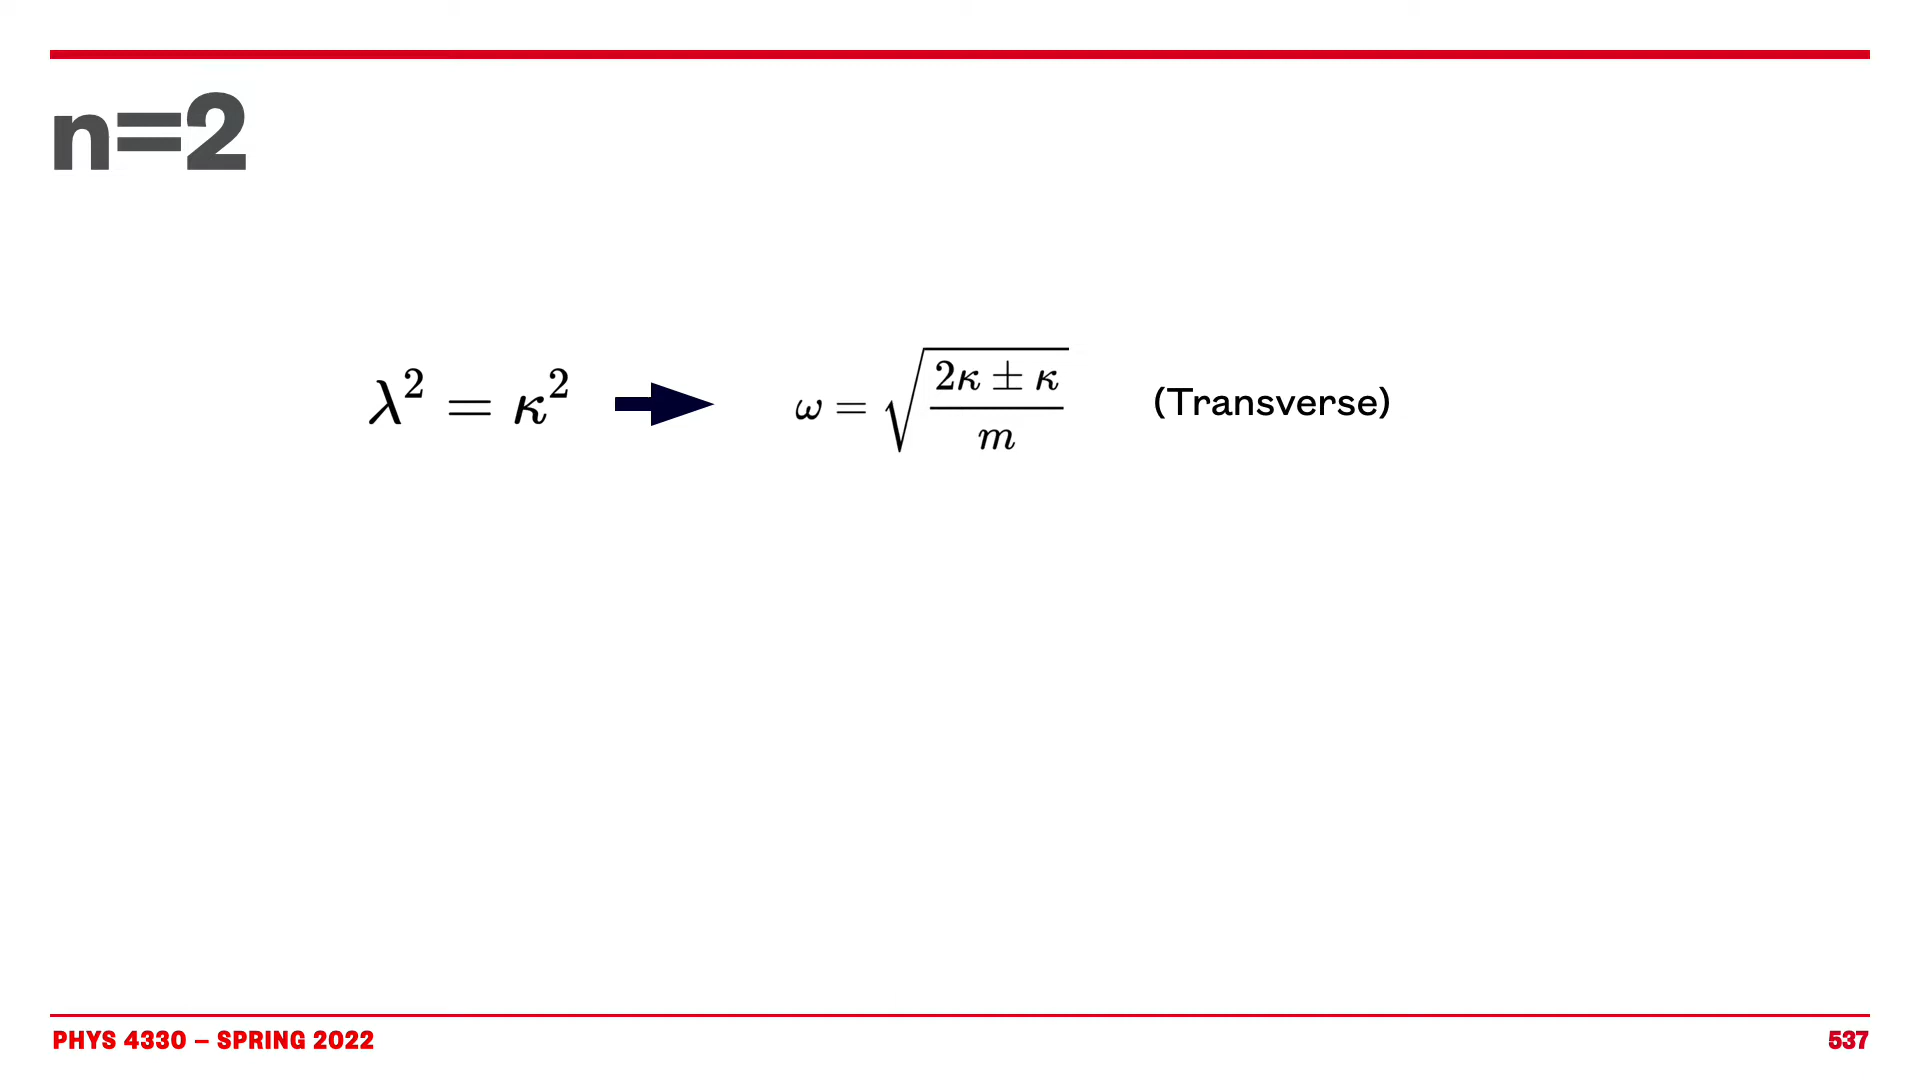 n=2
λ² = κ² ➡ ω = √((2κ ± κ)/m) (Transverse)
PHYS 4330 – SPRING 2022
537